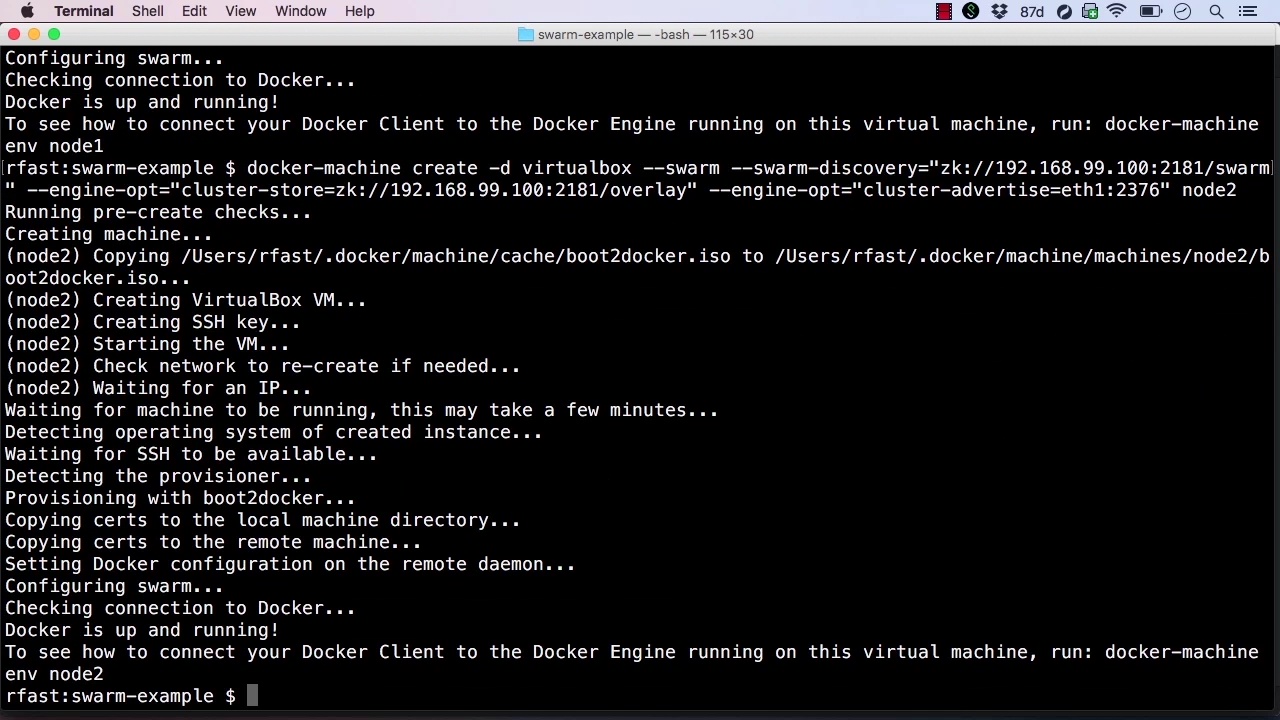 Terminal Shell Edit View Window Help 87d
swarm-example — -bash — 115×30
Configuring swarm...
Checking connection to Docker...
Docker is up and running!
To see how to connect your Docker Client to the Docker Engine running on this virtual machine, run: docker-machine
env node1
rfast:swarm-example $ docker-machine create -d virtualbox --swarm --swarm-discovery="zk://192.168.99.100:2181/swarm
" --engine-opt="cluster-store=zk://192.168.99.100:2181/overlay" --engine-opt="cluster-advertise=eth1:2376" node2
Running pre-create checks...
Creating machine...
(node2) Copying /Users/rfast/.docker/machine/cache/boot2docker.iso to /Users/rfast/.docker/machine/machines/node2/b
oot2docker.iso...
(node2) Creating VirtualBox VM...
(node2) Creating SSH key...
(node2) Starting the VM...
(node2) Check network to re-create if needed...
(node2) Waiting for an IP...
Waiting for machine to be running, this may take a few minutes...
Detecting operating system of created instance...
Waiting for SSH to be available...
Detecting the provisioner...
Provisioning with boot2docker...
Copying certs to the local machine directory...
Copying certs to the remote machine...
Setting Docker configuration on the remote daemon...
Configuring swarm...
Checking connection to Docker...
Docker is up and running!
To see how to connect your Docker Client to the Docker Engine running on this virtual machine, run: docker-machine
env node2
rfast:swarm-example $